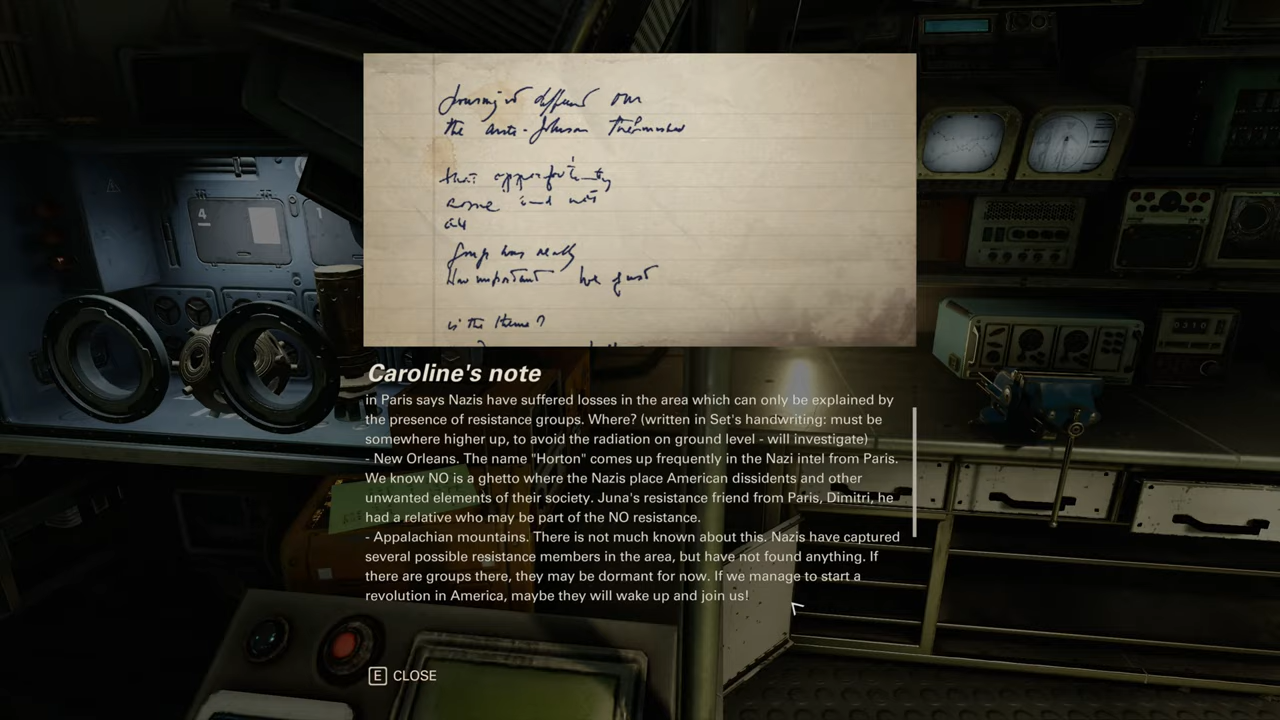 the
Caroline's note
in Paris says Nazis have suffered losses in the area which can only be explained by
the presence of resistance groups. Where? (written in Set's handwriting: must be
somewhere higher up, to avoid the radiation on ground level - will investigate)
- New Orleans. The name "Horton" comes up frequently in the Nazi intel from Paris.
We know NO is a ghetto where the Nazis place American dissidents and other
unwanted elements of their society. Juna's resistance friend from Paris, Dimitri, he
had a relative who may be part of the NO resistance.
- Appalachian mountains. There is not much known about this. Nazis have captured
several possible resistance members in the area, but have not found anything. If
there are groups there, they may be dormant for now. If we manage to start a
revolution in America, maybe they will wake up and join us!
E CLOSE
4